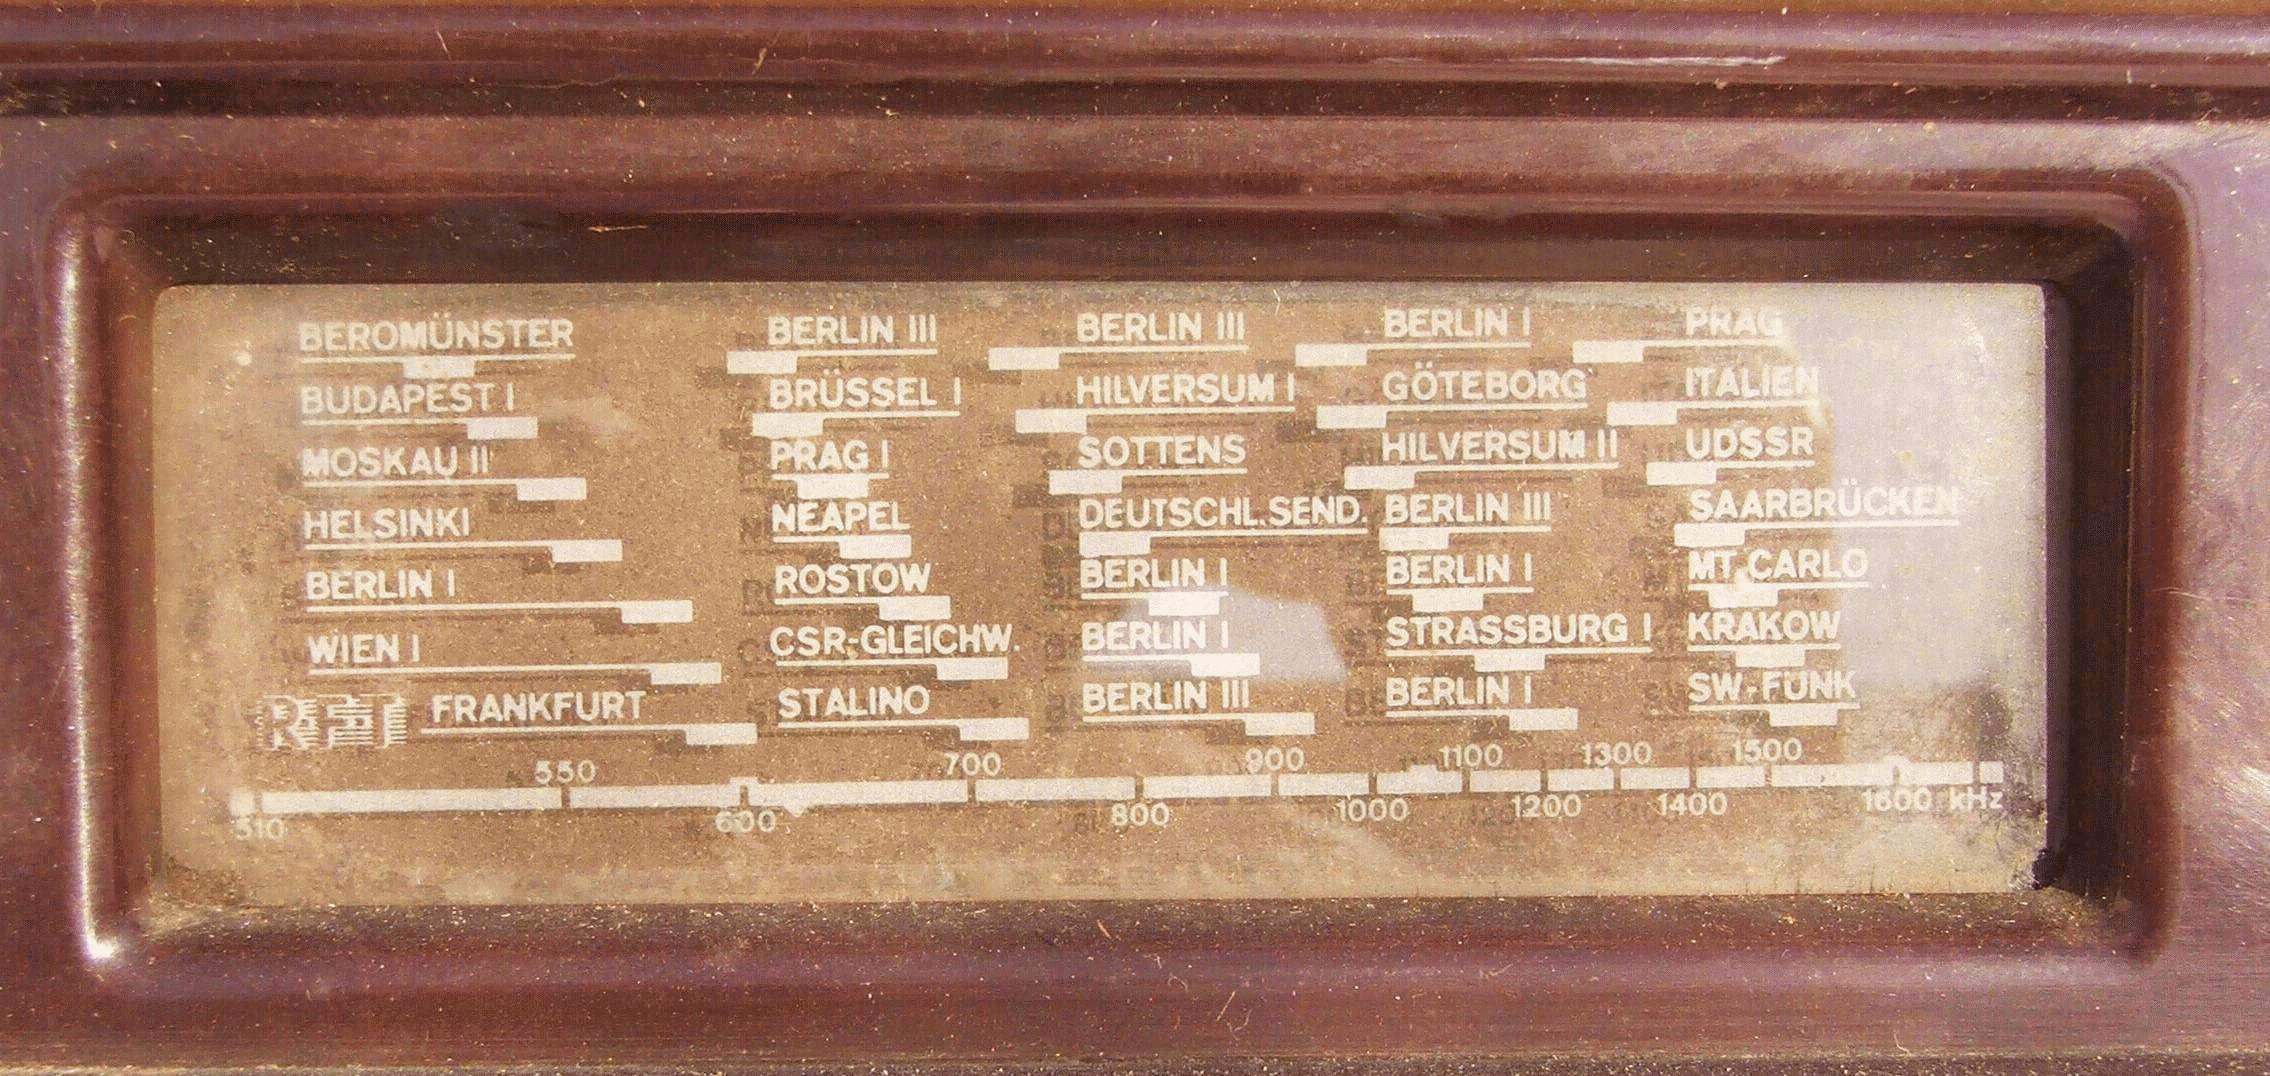 BEROMÜNSTER BERLIN III BERLIN III BERLIN I PRAG
BUDAPEST I BRÜSSEL I HILVERSUM I GÖTEBORG ITALIEN
MOSKAU II PRAG I SOTTENS HILVERSUM II UDSSR
HELSINKI NEAPEL DEUTSCHL.SEND. BERLIN III SAARBRÜCKEN
BERLIN I ROSTOW BERLIN I BERLIN I MT. CARLO
WIEN I CSR-GLEICHW. BERLIN I STRASSBURG I KRAKOW
RFT FRANKFURT STALINO BERLIN III BERLIN I SW-FUNK
550 700 900 1100 1300 1500
510 600 800 1000 1200 1400 1600 kHz